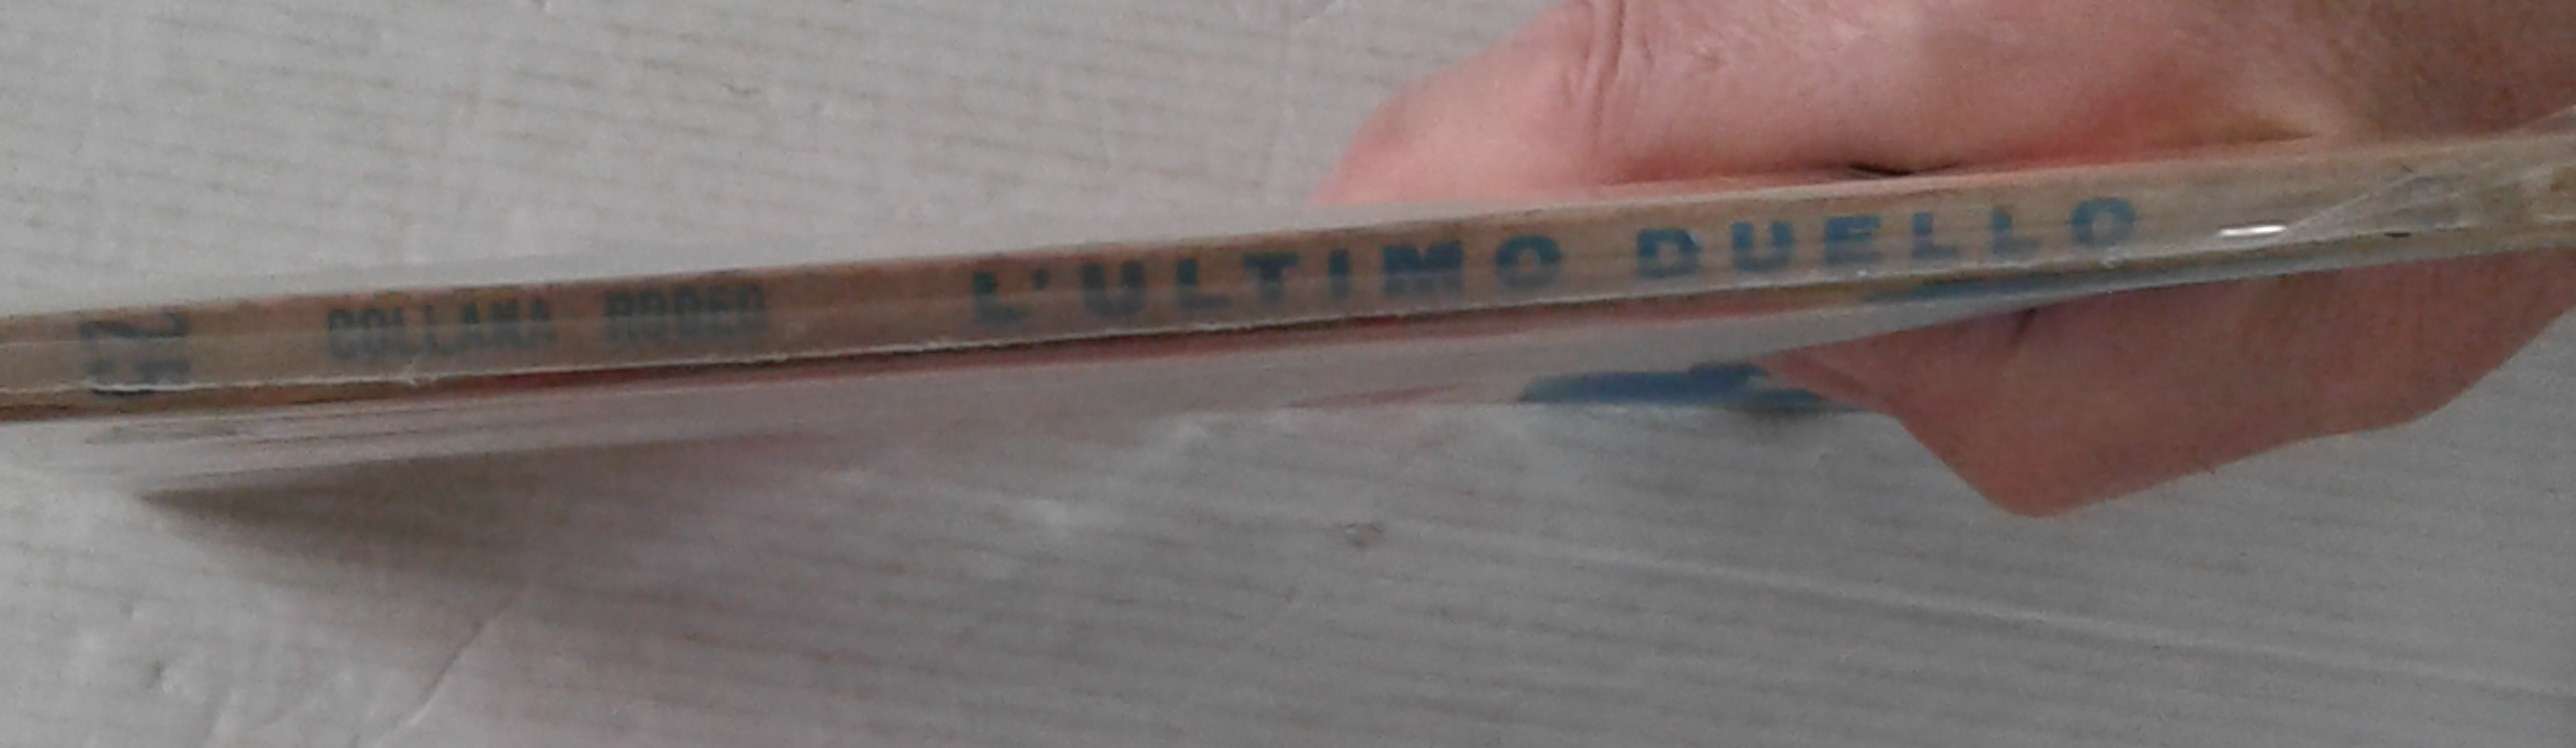 COLLANA RODEO L'ULTIMO DUELLO